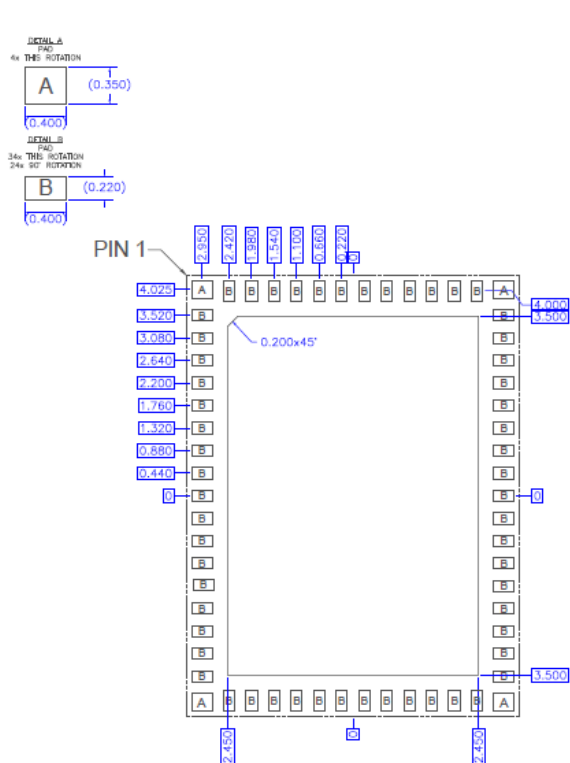 DETAIL A
PAD
4x THIS ROTATION
A
(0.350)
(0.400)
DETAIL B
PAD
34x THIS ROTATION
24x 90° ROTATION
B
(0.220)
(0.400)
PIN 1
2.950 2.420 1.980 1.540 1.100 0.660 0.220 0
4.025 A B B B B B B B B B B B B A 4.000
3.520 B B 3.500
3.080 B B
0.200x45°
2.640 B B
2.200 B B
1.760 B B
1.320 B B
0.880 B B
0.440 B B
0 B B 0
B B
B B
B B
B B
B B
B B
B B
B B 3.500
A B B B B B B B B B B B B A
2.450 0 2.450